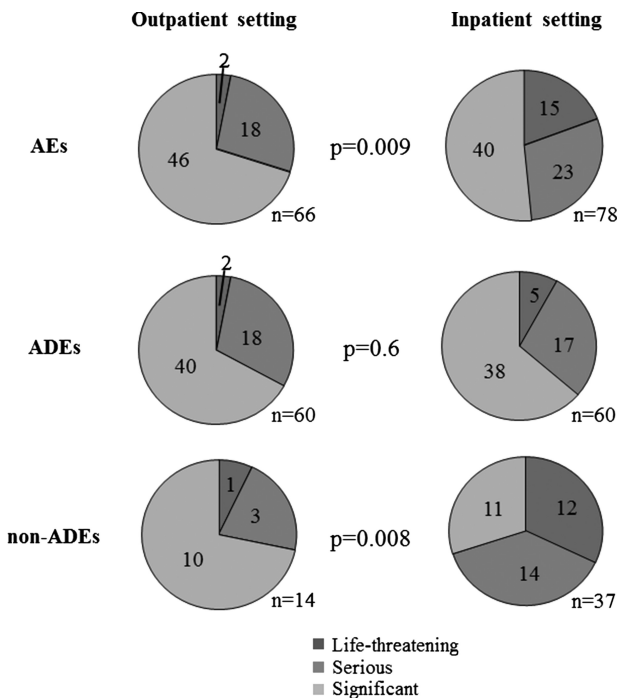 Outpatient setting
Inpatient setting
2
18
46
n=66
AEs
p=0.009
15
23
40
n=78
2
18
40
n=60
ADEs
p=0.6
5
17
38
n=60
1
3
10
n=14
non-ADEs
p=0.008
12
14
11
n=37
Life-threatening
Serious
Significant